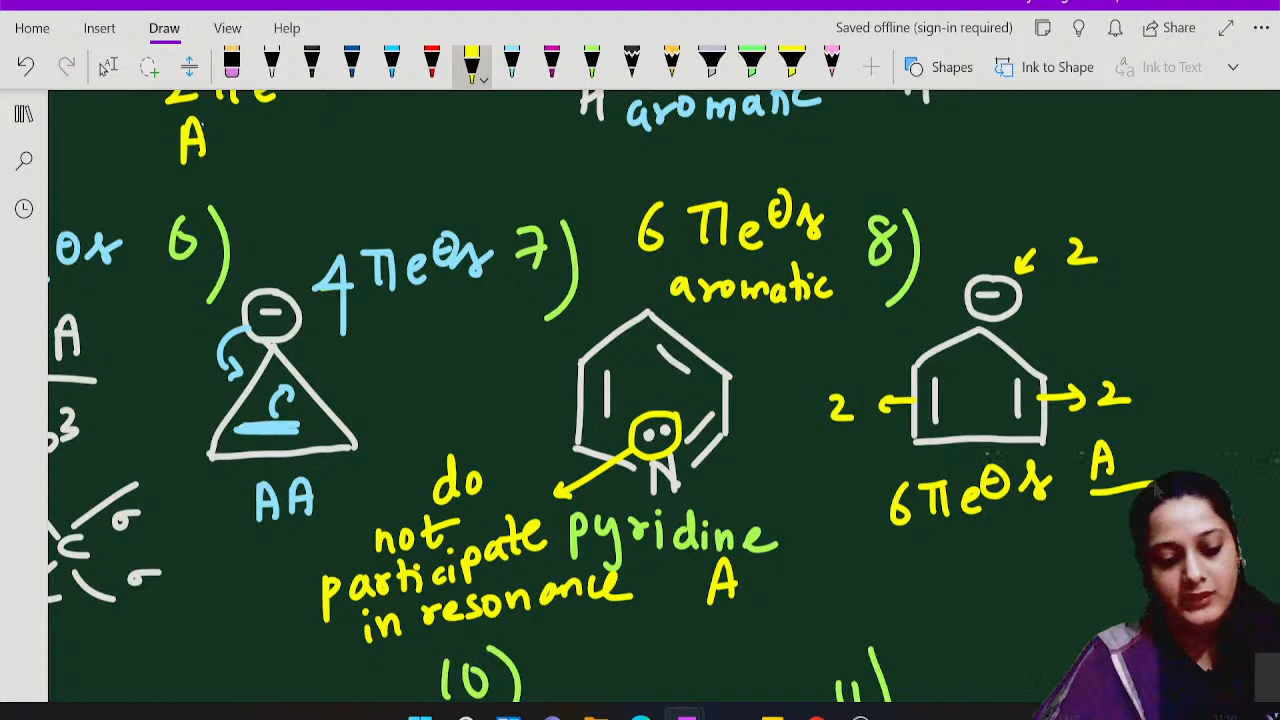 Home Insert Draw View Help Saved offline (sign-in required) Share
Shapes Ink to Shape Ink to Text
A
aromatic
A
6) 4πe⊖s
AA
7) 6πe⊖s
aromatic
N
pyridine
A
do
not
participate
in resonance
8) 2
2 2
6πe⊖s A
A
C σ
σ
10)
11)